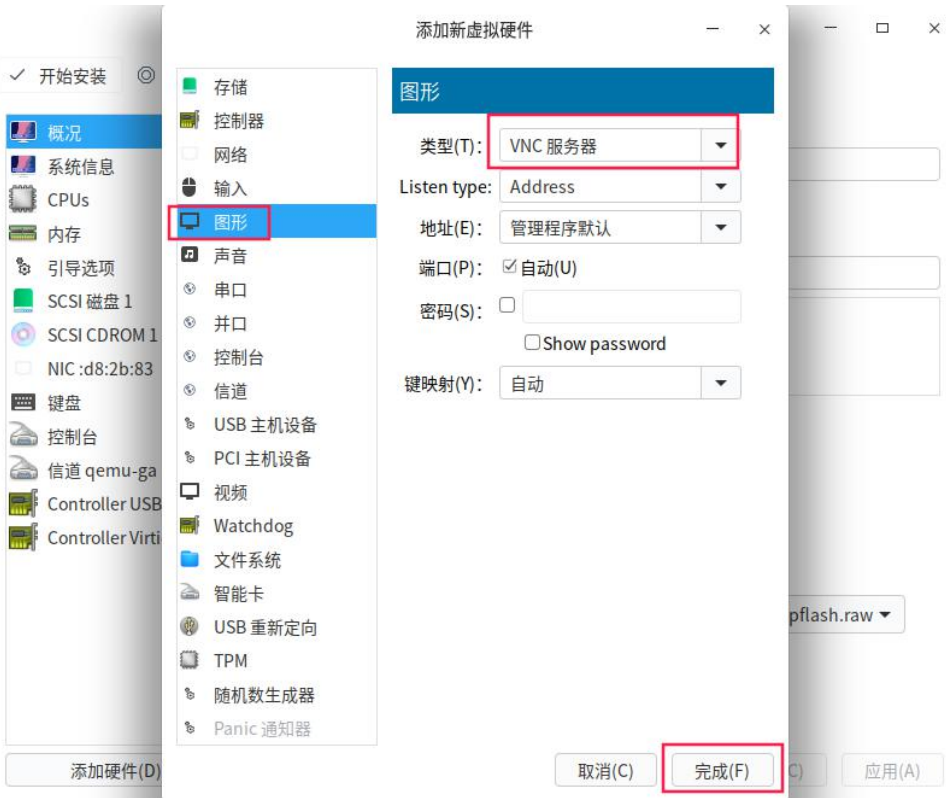 添加新虚拟硬件
开始安装
概况
系统信息
CPUs
内存
引导选项
SCSI 磁盘 1
SCSI CDROM 1
NIC :d8:2b:83
键盘
控制台
信道 qemu-ga
Controller USB
Controller Virti
添加硬件(D)
存储
控制器
网络
输入
图形
声音
串口
并口
控制台
信道
USB 主机设备
PCI 主机设备
视频
Watchdog
文件系统
智能卡
USB 重新定向
TPM
随机数生成器
Panic 通知器
图形
类型(T): VNC 服务器
Listen type: Address
地址(E): 管理程序默认
端口(P): 自动(U)
密码(S):
Show password
键映射(Y): 自动
取消(C)
完成(F)
pflash.raw
C)
应用(A)